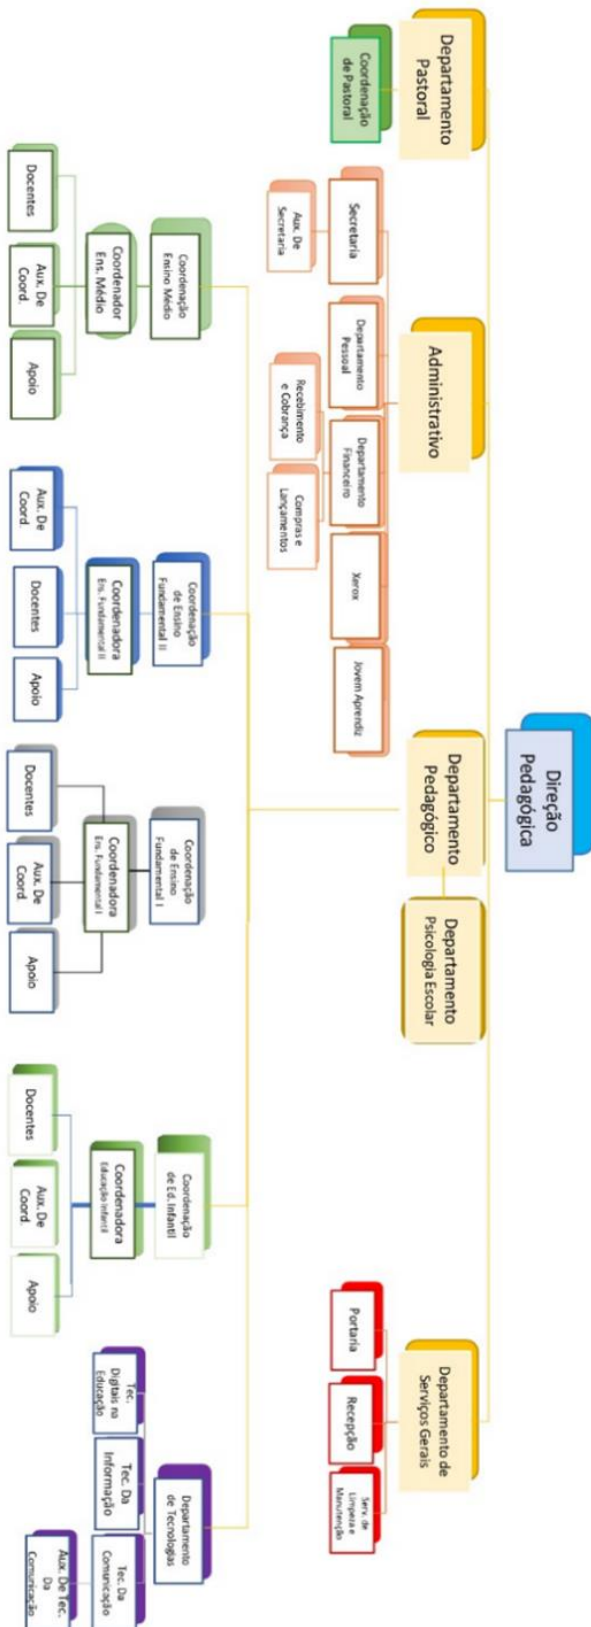 Direção
Pedagógica
Departamento
Pastoral
Administrativo
Departamento
Pedagógico
Departamento
Psicologia Escolar
Departamento de
Serviços Gerais
Coordenação
de Pastoral
Secretaria
Departamento
Pessoal
Departamento
Financeiro
Xerox
Jovem Aprendiz
Portaria
Recepção
Serv. de
Limpeza e
Manutenção
Aux. De
Secretaria
Recebimento
e Cobrança
Compras e
Lançamentos
Coordenação
Ensino Médio
Coordenação
de Ensino
Fundamental II
Coordenação
de Ensino
Fundamental I
Coordenação
de Ed. Infantil
Departamento
de Tecnologias
Coordenador
Ens. Médio
Coordenadora
Ens. Fundamental II
Coordenadora
Ens. Fundamental I
Coordenadora
Educação Infantil
Tec.
Digitais na
Educação
Tec. Da
Informação
Tec. Da
Comunicação
Docentes
Aux. De
Coord.
Apoio
Aux. De
Coord.
Docentes
Apoio
Docentes
Aux. De
Coord.
Apoio
Docentes
Aux. De
Coord.
Apoio
Aux. De Tec.
Da
Comunicação